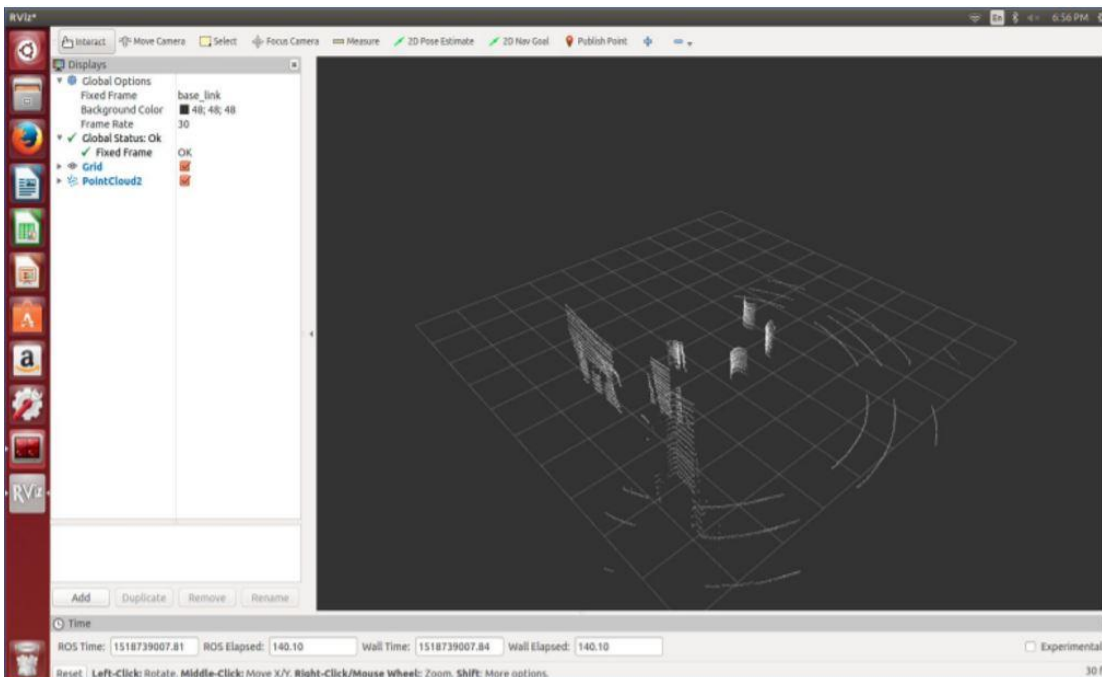 RViz*
En
6:56 PM
Interact Move Camera Select Focus Camera Measure 2D Pose Estimate 2D Nav Goal Publish Point
Displays
Global Options
Fixed Frame base_link
Background Color 48; 48; 48
Frame Rate 30
Global Status: Ok
Fixed Frame OK
Grid
PointCloud2
a
RViz
Add Duplicate Remove Rename
Time
ROS Time: 1518739007.81 ROS Elapsed: 140.10 Wall Time: 1518739007.84 Wall Elapsed: 140.10 Experimental
Reset Left-Click: Rotate. Middle-Click: Move X/Y. Right-Click/Mouse Wheel: Zoom. Shift: More options. 30